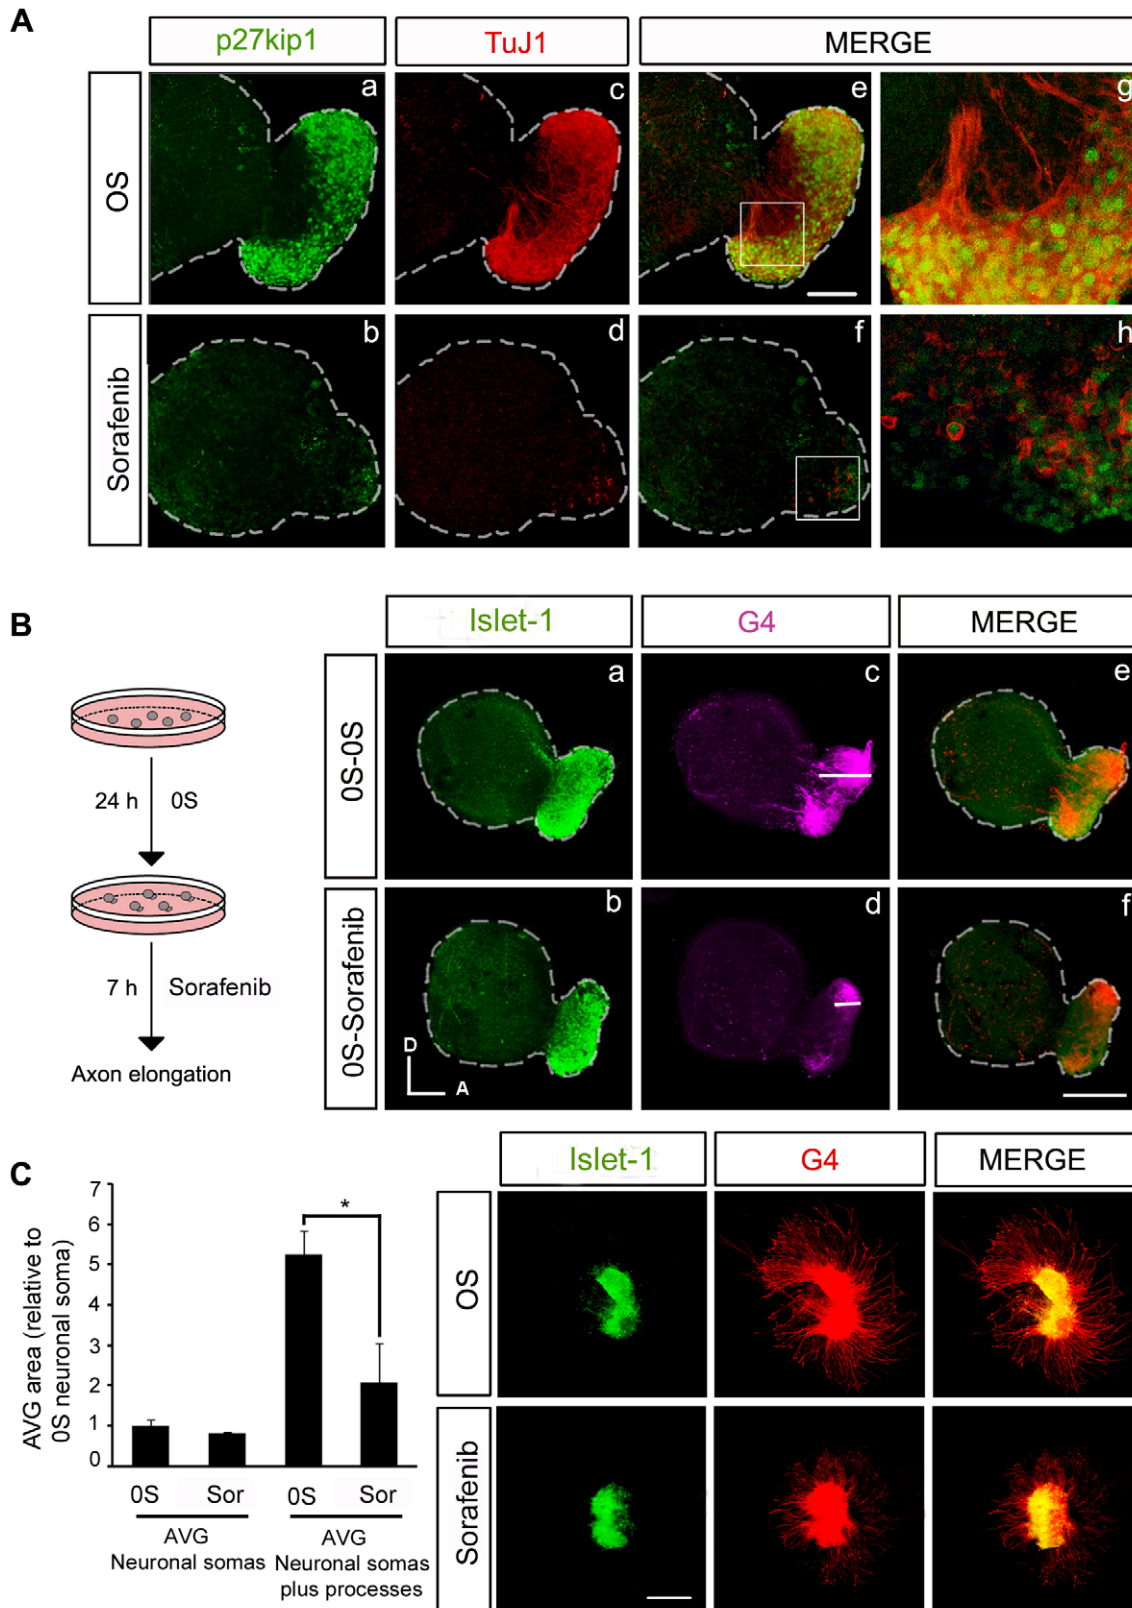 A
p27kip1
TuJ1
MERGE
OS
a
c
e
g
Sorafenib
b
d
f
h
B
Islet-1
G4
MERGE
24 h
0S
7 h
Sorafenib
Axon elongation
0S-0S
a
c
e
0S-Sorafenib
b
d
f
D
A
C
AVG area (relative to
0S neuronal soma)
7
6
5
4
3
2
1
0
*
0S
Sor
0S
Sor
AVG
Neuronal somas
AVG
Neuronal somas
plus processes
Islet-1
G4
MERGE
OS
Sorafenib